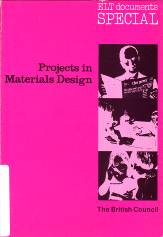 ELT documents
SPECIAL
Projects in
Materials Design
The British Council